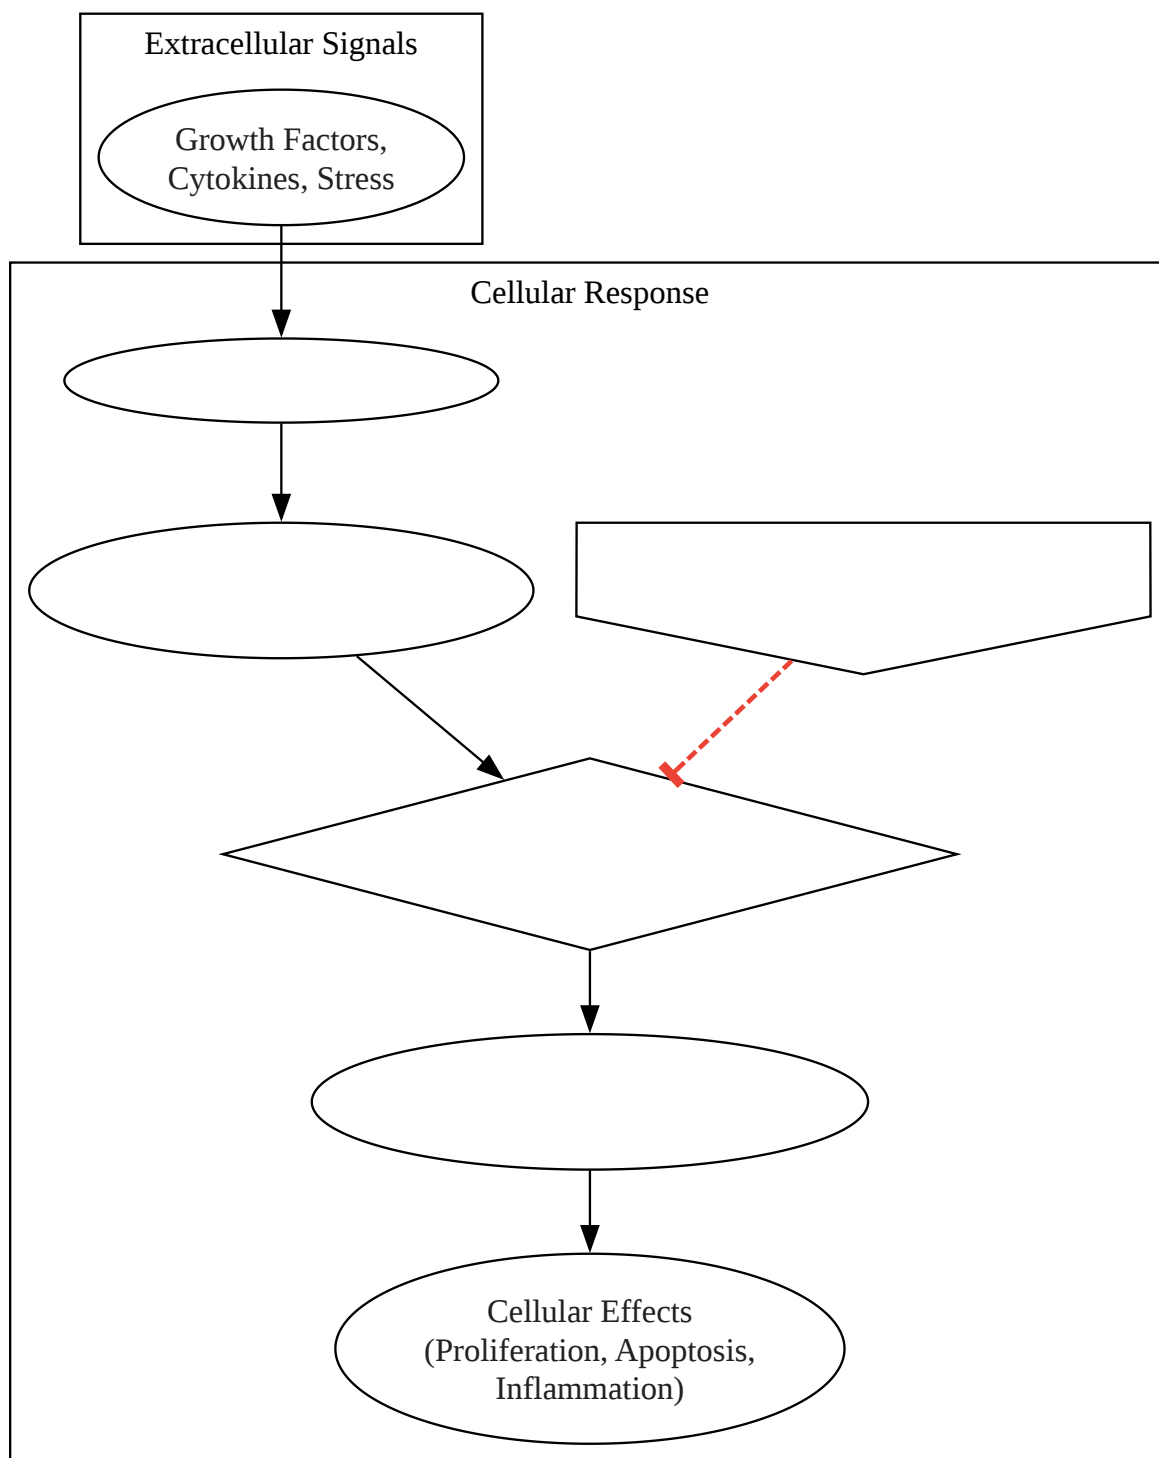 Extracellular Signals
Growth Factors,
Cytokines, Stress
Cellular Response
Cellular Effects
(Proliferation, Apoptosis,
Inflammation)